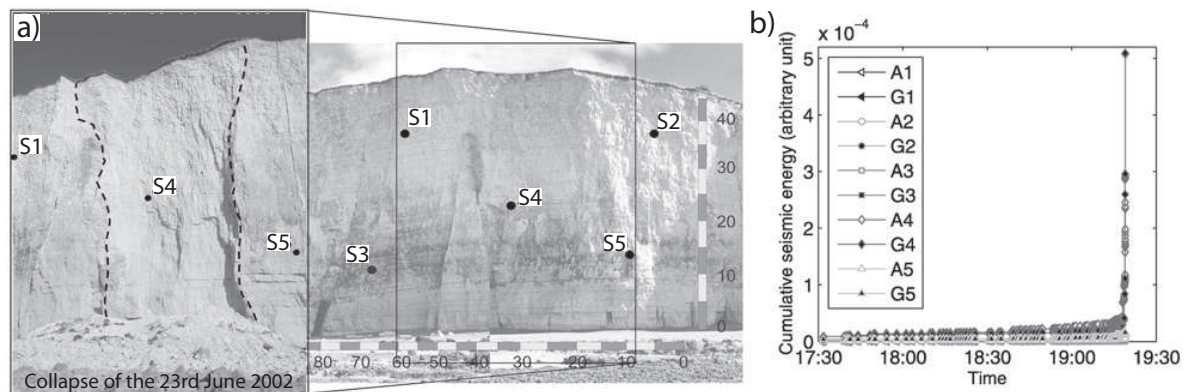 a)
S1
S4
S5
Collapse of the 23rd June 2002
S1
S2
S4
S3
S5
40
30
20
10
0
80 60 50 30 20 10 0
b)
x 10⁻⁴
Cumulative seismic energy (arbitrary unit)
5
4
3
2
1
0
A1
G1
A2
G2
A3
G3
A4
G4
A5
G5
17:30 18:00 18:30 19:00 19:30
Time